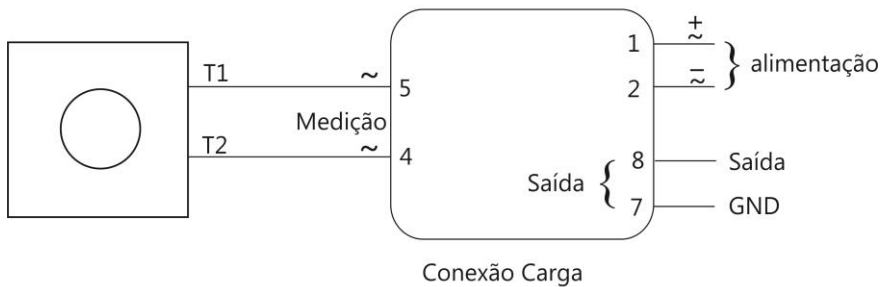 T1 ~ 5
Medição
T2 ~ 4
1 + ~
2 – ~
alimentação
Saída
8 Saída
7 GND
Conexão Carga